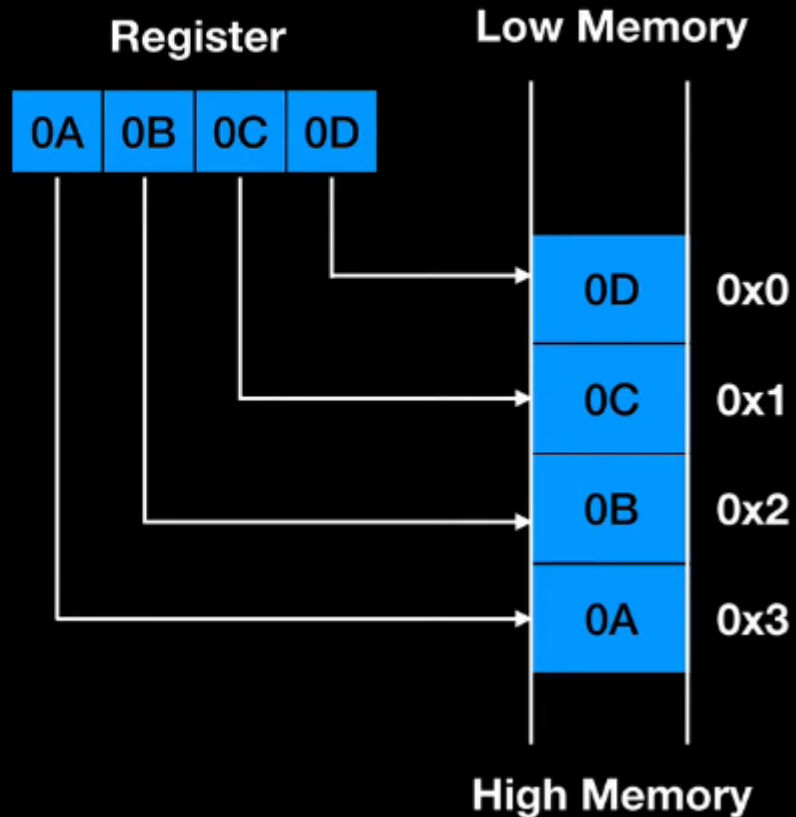 Register
Low Memory
0A 0B 0C 0D
0D 0x0
0C 0x1
0B 0x2
0A 0x3
High Memory